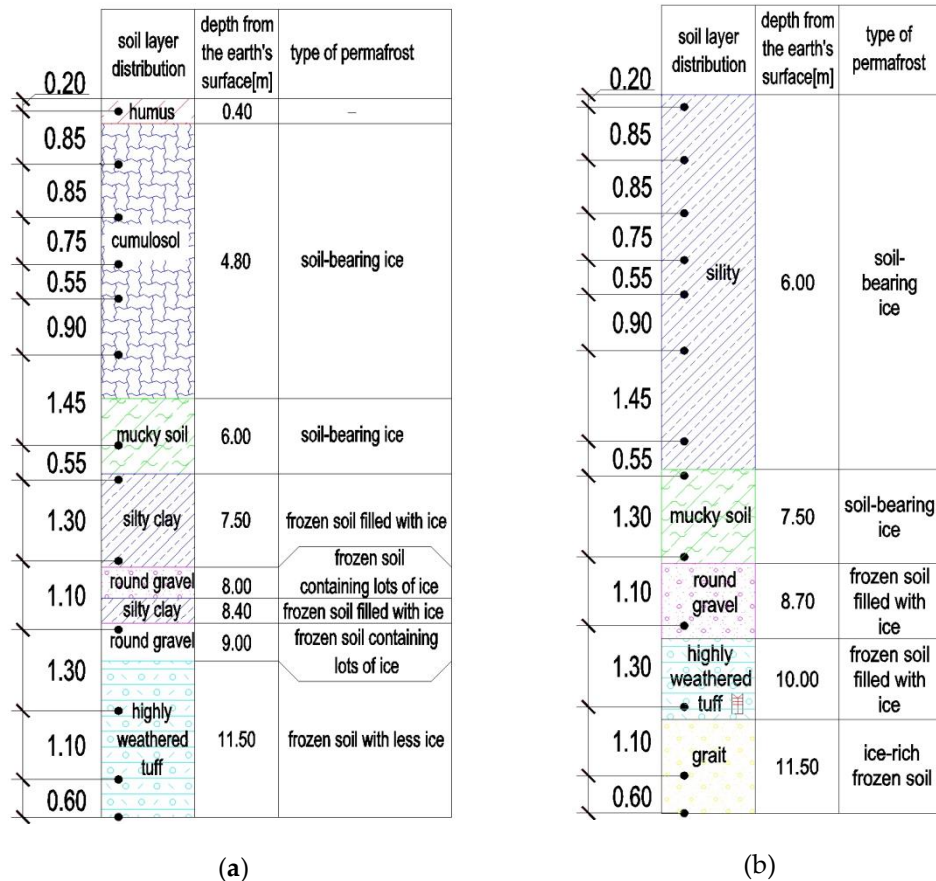 soil layer
distribution
depth from
the earth's
surface[m]
type of permafrost
0.20
humus
0.40
–
0.85
0.85
0.75
0.55
0.90
cumulosol
4.80
soil-bearing ice
1.45
mucky soil
6.00
soil-bearing ice
0.55
1.30
silty clay
7.50
frozen soil filled with ice
1.10
round gravel
8.00
frozen soil
containing lots of ice
silty clay
8.40
frozen soil filled with ice
round gravel
9.00
frozen soil containing
lots of ice
1.30
highly
weathered
tuff
11.50
frozen soil with less ice
1.10
0.60
(a)
soil layer
distribution
depth from
the earth's
surface[m]
type of
permafrost
0.20
0.85
0.85
0.75
0.55
0.90
1.45
sility
6.00
soil-
bearing
ice
0.55
1.30
mucky soil
7.50
soil-bearing
ice
1.10
round
gravel
8.70
frozen soil
filled with
ice
1.30
highly
weathered
tuff
10.00
frozen soil
filled with
ice
1.10
grait
11.50
ice-rich
frozen soil
0.60
(b)